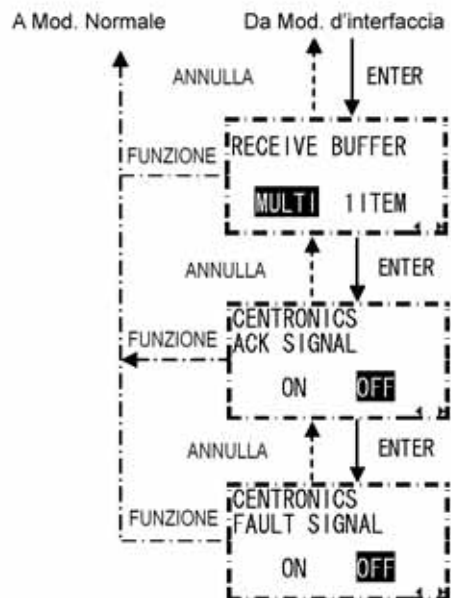 A Mod. Normale
Da Mod. d'interfaccia
ANNULLA
ENTER
FUNZIONE
RECEIVE BUFFER
MULTI 1ITEM
ANNULLA
ENTER
FUNZIONE
CENTRONICS
ACK SIGNAL
ON OFF
ANNULLA
ENTER
FUNZIONE
CENTRONICS
FAULT SIGNAL
ON OFF